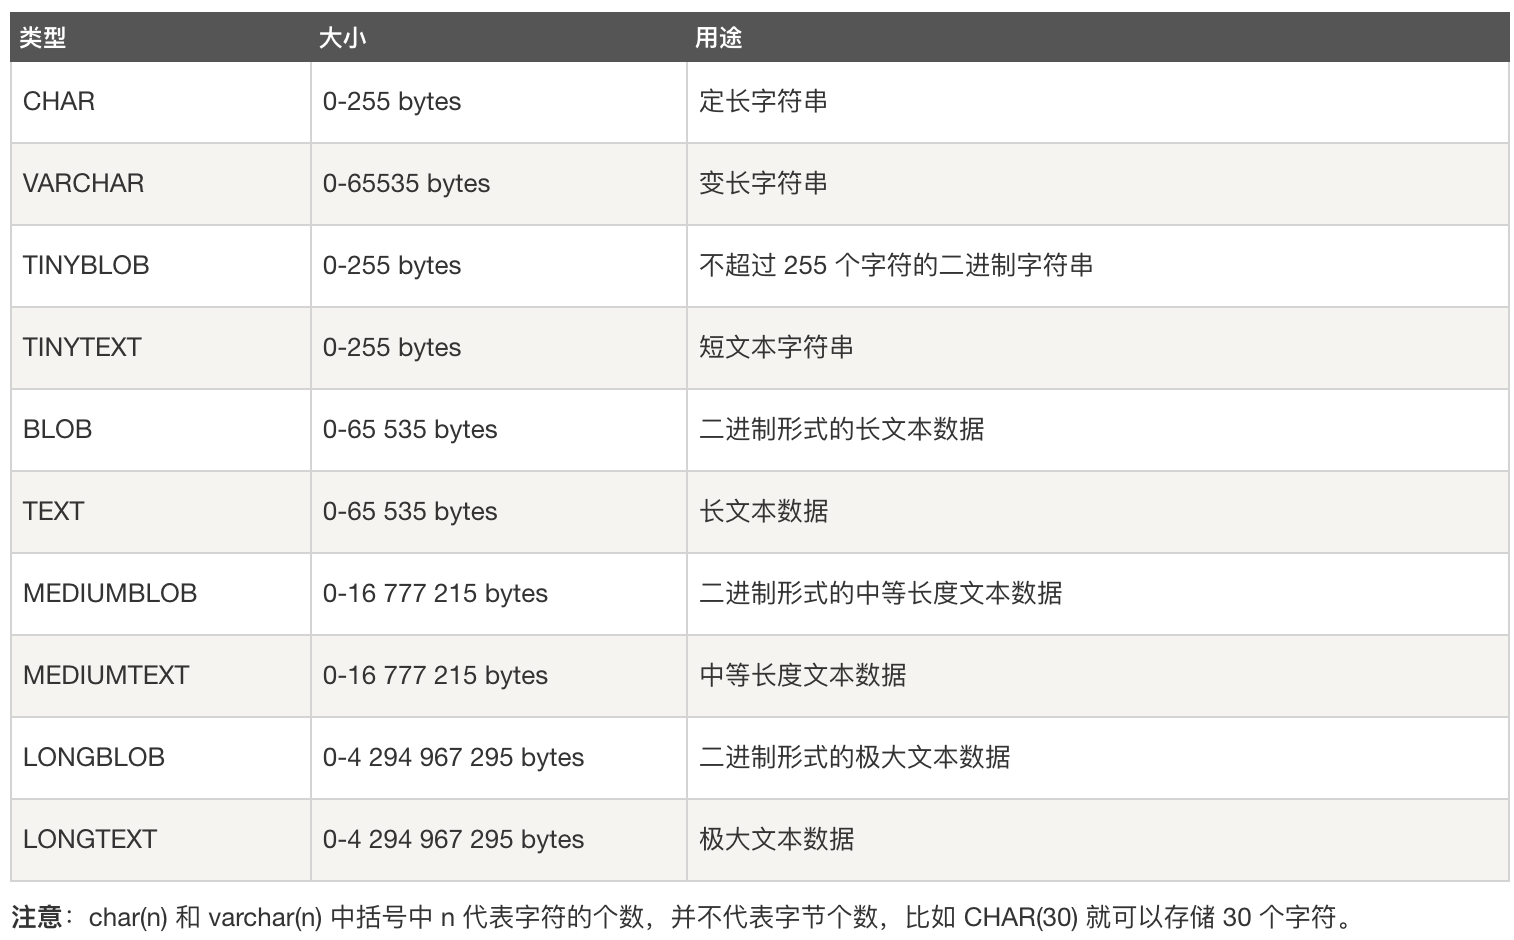 类型 大小 用途
CHAR 0-255 bytes 定长字符串
VARCHAR 0-65535 bytes 变长字符串
TINYBLOB 0-255 bytes 不超过 255 个字符的二进制字符串
TINYTEXT 0-255 bytes 短文本字符串
BLOB 0-65 535 bytes 二进制形式的长文本数据
TEXT 0-65 535 bytes 长文本数据
MEDIUMBLOB 0-16 777 215 bytes 二进制形式的中等长度文本数据
MEDIUMTEXT 0-16 777 215 bytes 中等长度文本数据
LONGBLOB 0-4 294 967 295 bytes 二进制形式的极大文本数据
LONGTEXT 0-4 294 967 295 bytes 极大文本数据
注意：char(n) 和 varchar(n) 中括号中 n 代表字符的个数，并不代表字节个数，比如 CHAR(30) 就可以存储 30 个字符。